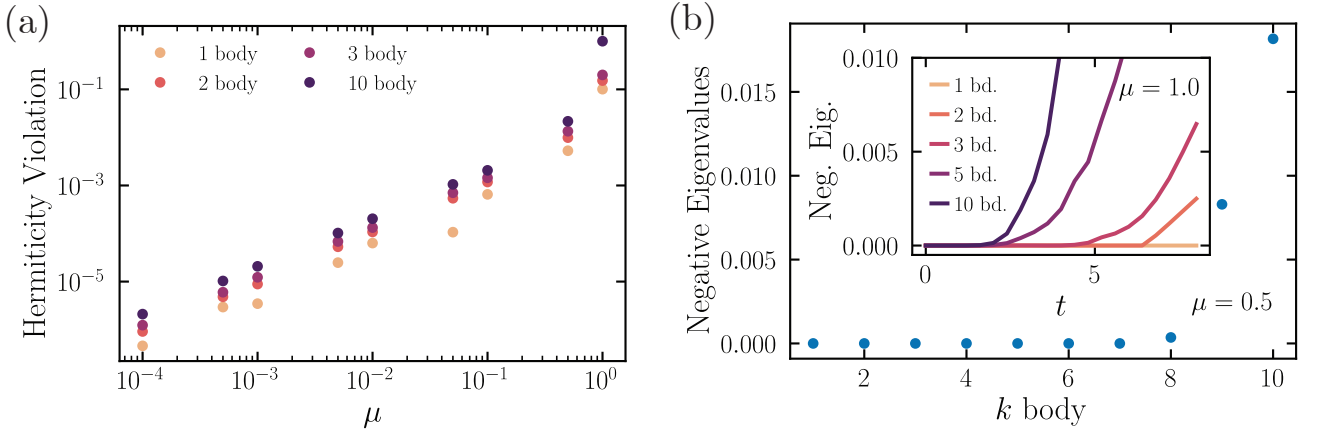 (a)
1 body
2 body
3 body
10 body
Hermiticity Violation
10⁻¹
10⁻³
10⁻⁵
10⁻⁴
10⁻³
10⁻²
10⁻¹
10⁰
μ
(b)
Negative Eigenvalues
0.015
0.010
0.005
0.000
2
4
6
8
10
k body
μ = 0.5
Neg. Eig.
0.010
0.005
0.000
0
5
t
μ = 1.0
1 bd.
2 bd.
3 bd.
5 bd.
10 bd.